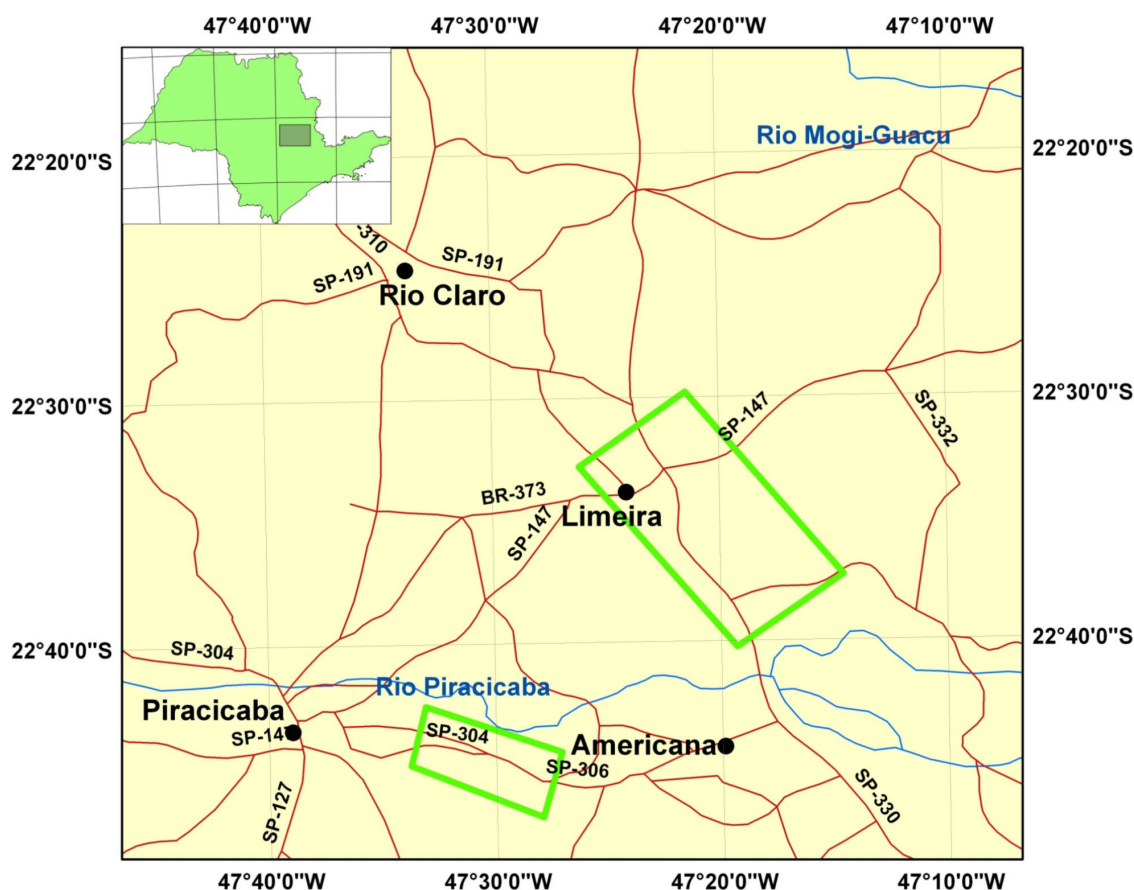 47°40'0"W 47°30'0"W 47°20'0"W 47°10'0"W
Rio Mogi-Guacu
22°20'0"S 22°20'0"S
-310
SP-191
SP-191
Rio Claro
22°30'0"S 22°30'0"S
SP-147
SP-332
BR-373
Limeira
SP-147
22°40'0"S 22°40'0"S
SP-304
Rio Piracicaba
Piracicaba
SP-304
SP-14
Americana
SP-306
SP-127
SP-330
47°40'0"W 47°30'0"W 47°20'0"W 47°10'0"W